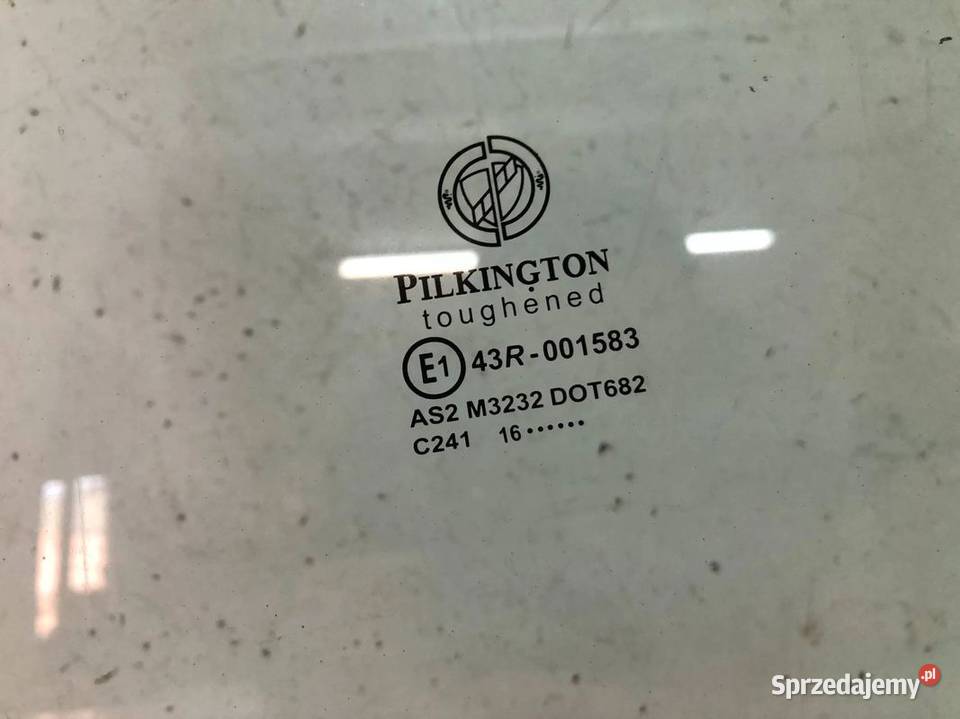 PILKINGTON
toughened
E1 43R-001583
AS2 M3232 DOT682
C241 16••••••
Sprzedajemy.pl